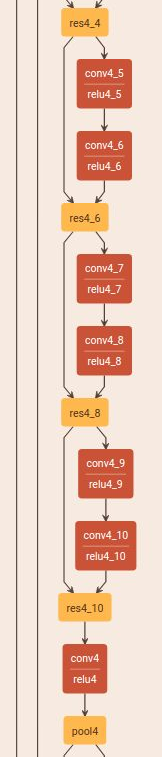 res4_4
conv4_5
relu4_5
conv4_6
relu4_6
res4_6
conv4_7
relu4_7
conv4_8
relu4_8
res4_8
conv4_9
relu4_9
conv4_10
relu4_10
res4_10
conv4
relu4
pool4